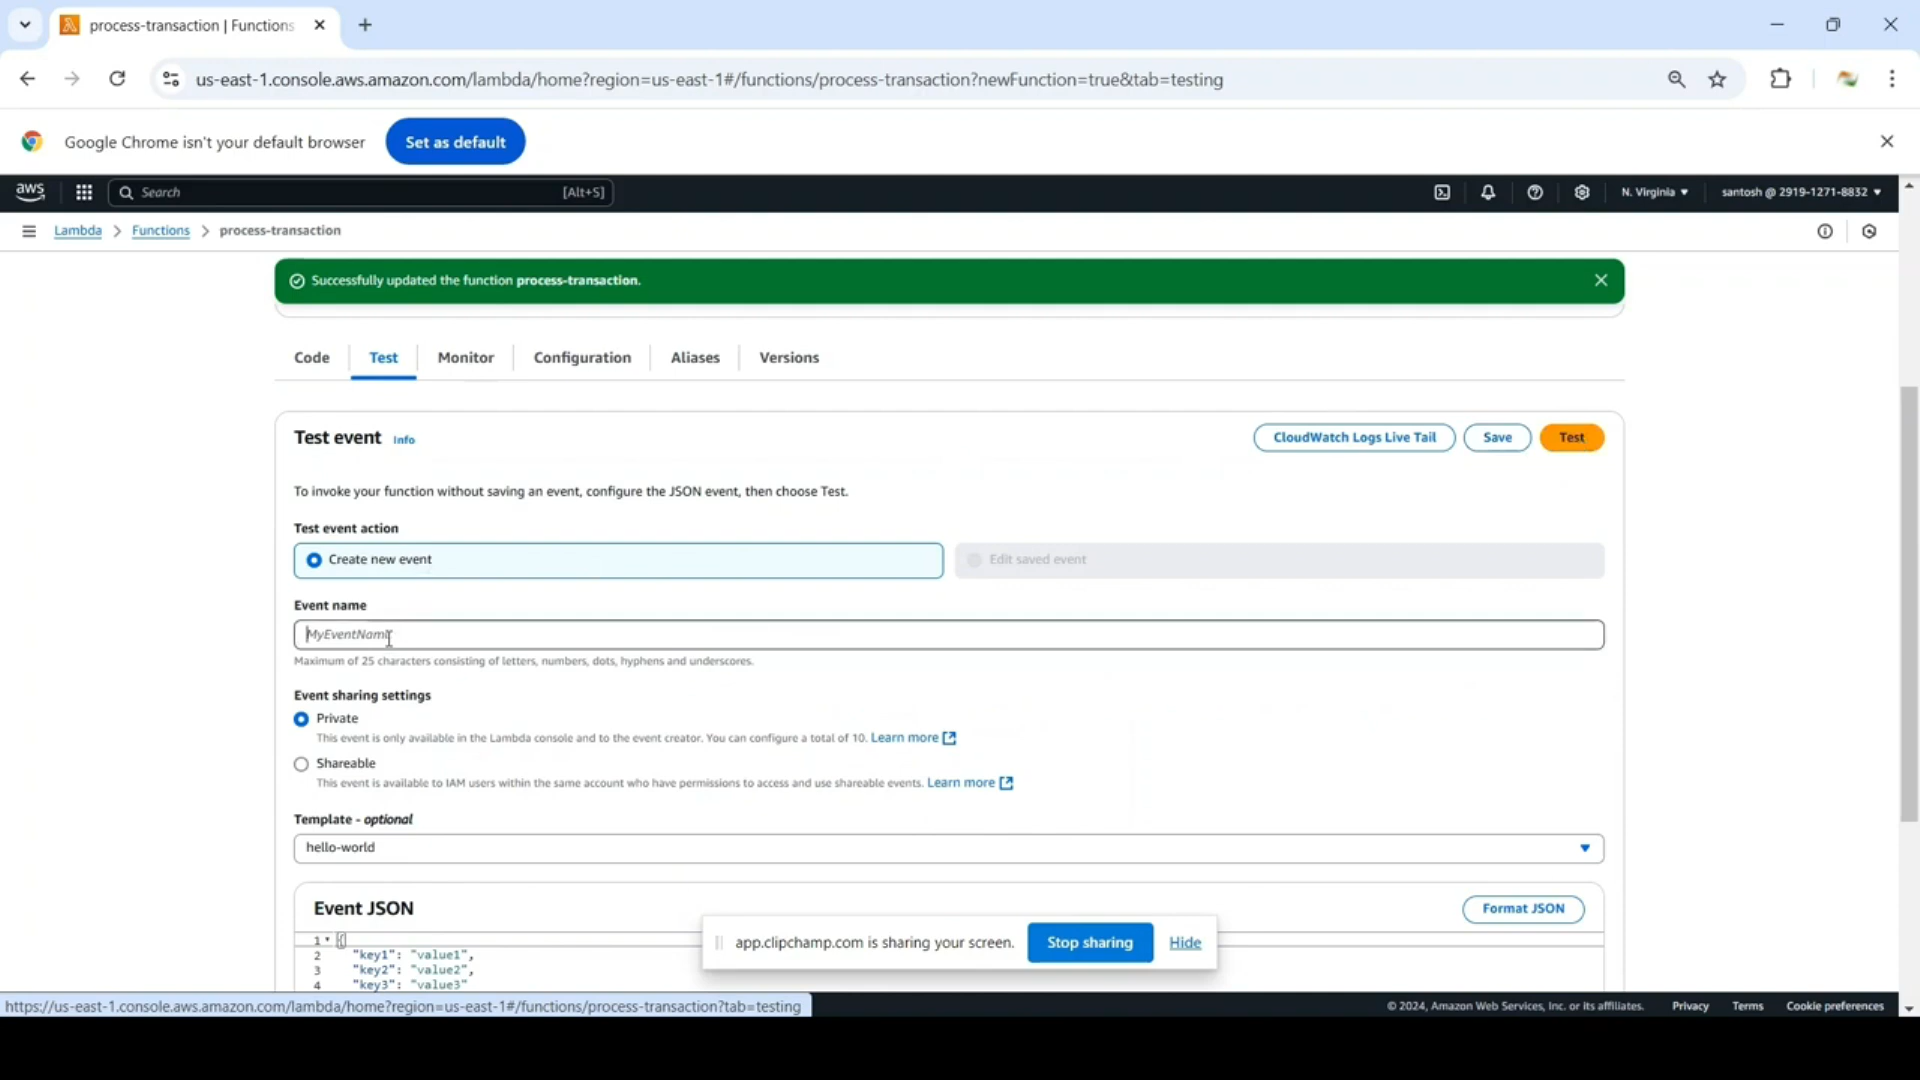 process-transaction | Functions
us-east-1.console.aws.amazon.com/lambda/home?region=us-east-1#/functions/process-transaction?newFunction=true&tab=testing
Google Chrome isn't your default browser
Set as default
aws
Search
[Alt+S]
N. Virginia
santosh @ 2919-1271-8832
Lambda > Functions > process-transaction
Successfully updated the function process-transaction.
Code
Test
Monitor
Configuration
Aliases
Versions
Test event Info
CloudWatch Logs Live Tail
Save
Test
To invoke your function without saving an event, configure the JSON event, then choose Test.
Test event action
Create new event
Edit saved event
Event name
MyEventName
Maximum of 25 characters consisting of letters, numbers, dots, hyphens and underscores.
Event sharing settings
Private
This event is only available in the Lambda console and to the event creator. You can configure a total of 10. Learn more
Shareable
This event is available to IAM users within the same account who have permissions to access and use shareable events. Learn more
Template - optional
hello-world
Event JSON
Format JSON
1 {
2 "key1": "value1",
3 "key2": "value2",
4 "key3": "value3"
app.clipchamp.com is sharing your screen.
Stop sharing
Hide
https://us-east-1.console.aws.amazon.com/lambda/home?region=us-east-1#/functions/process-transaction?tab=testing
© 2024, Amazon Web Services, Inc. or its affiliates.
Privacy
Terms
Cookie preferences